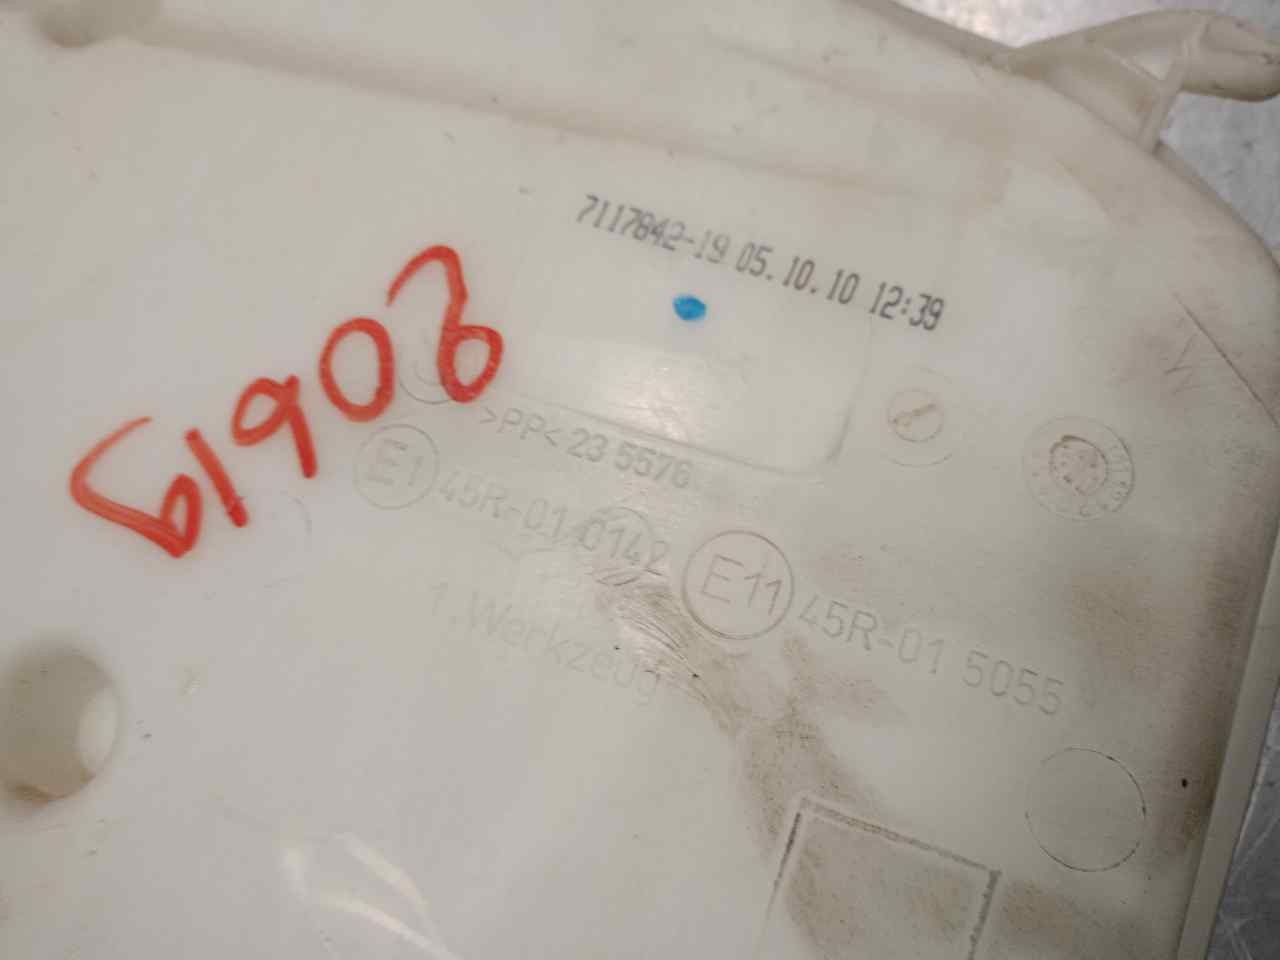 7117842-19 05.10.10 12:39
>PP< 23 5576
E1 45R-01 0142
E11 45R-01 5055
1.Werkzeug